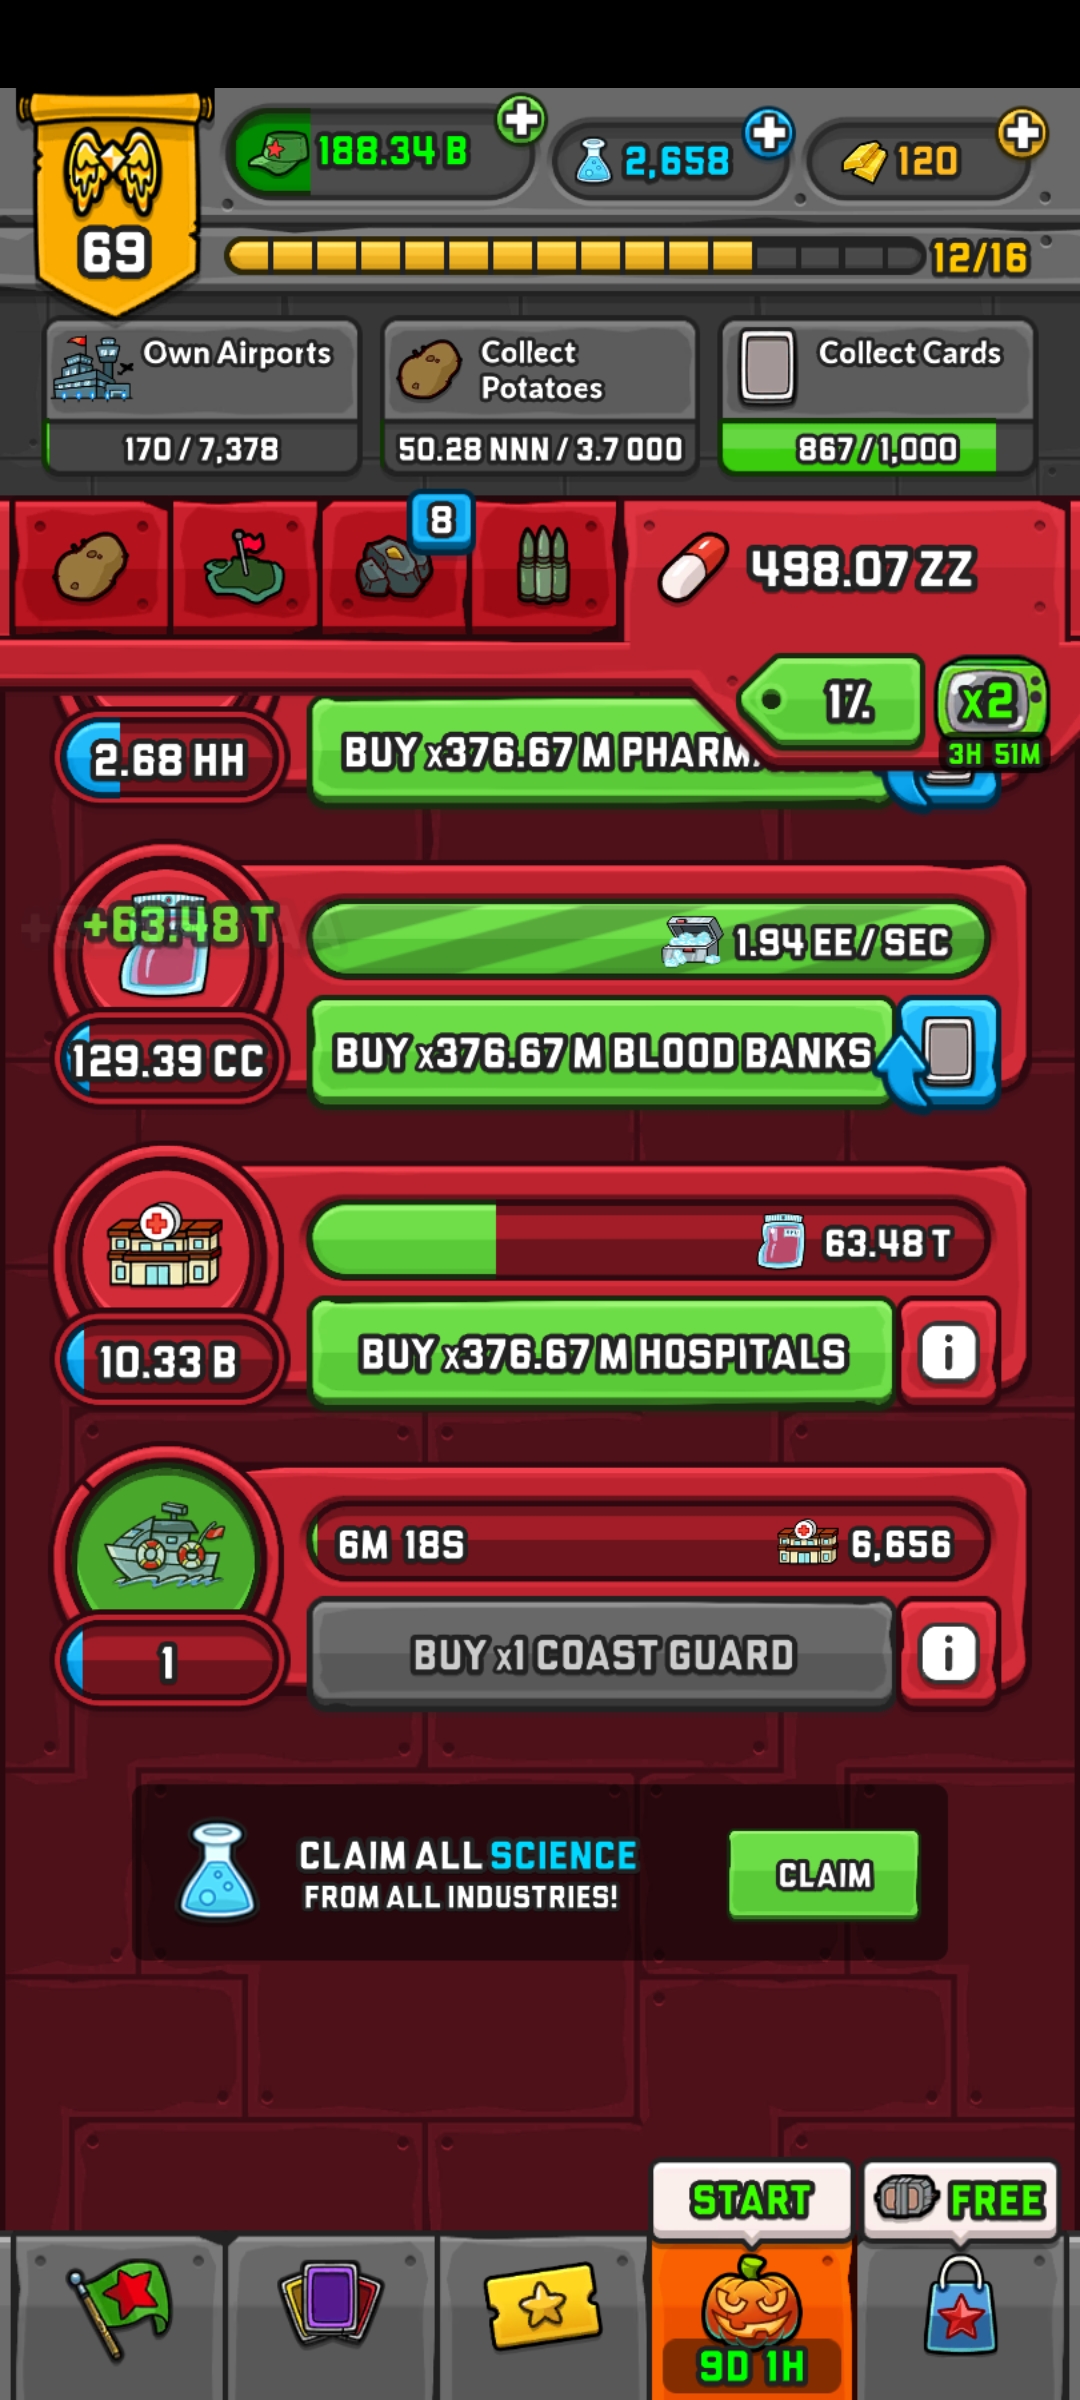 188.34 B
2,658
120
69
12/16
Own Airports
Collect
Potatoes
Collect Cards
170 / 7,378
50.28 NNN / 3.7 OOO
867 / 1,000
8
498.07 ZZ
1%
x2
3H 51M
2.68 HH
BUY x376.67 M PHARM
+63.48 T
1.94 EE / SEC
129.39 CC
BUY x376.67 M BLOOD BANKS
63.48 T
10.33 B
BUY x376.67 M HOSPITALS
6M 18S
6,656
1
BUY x1 COAST GUARD
CLAIM ALL SCIENCE
FROM ALL INDUSTRIES!
CLAIM
START
FREE
9D 1H